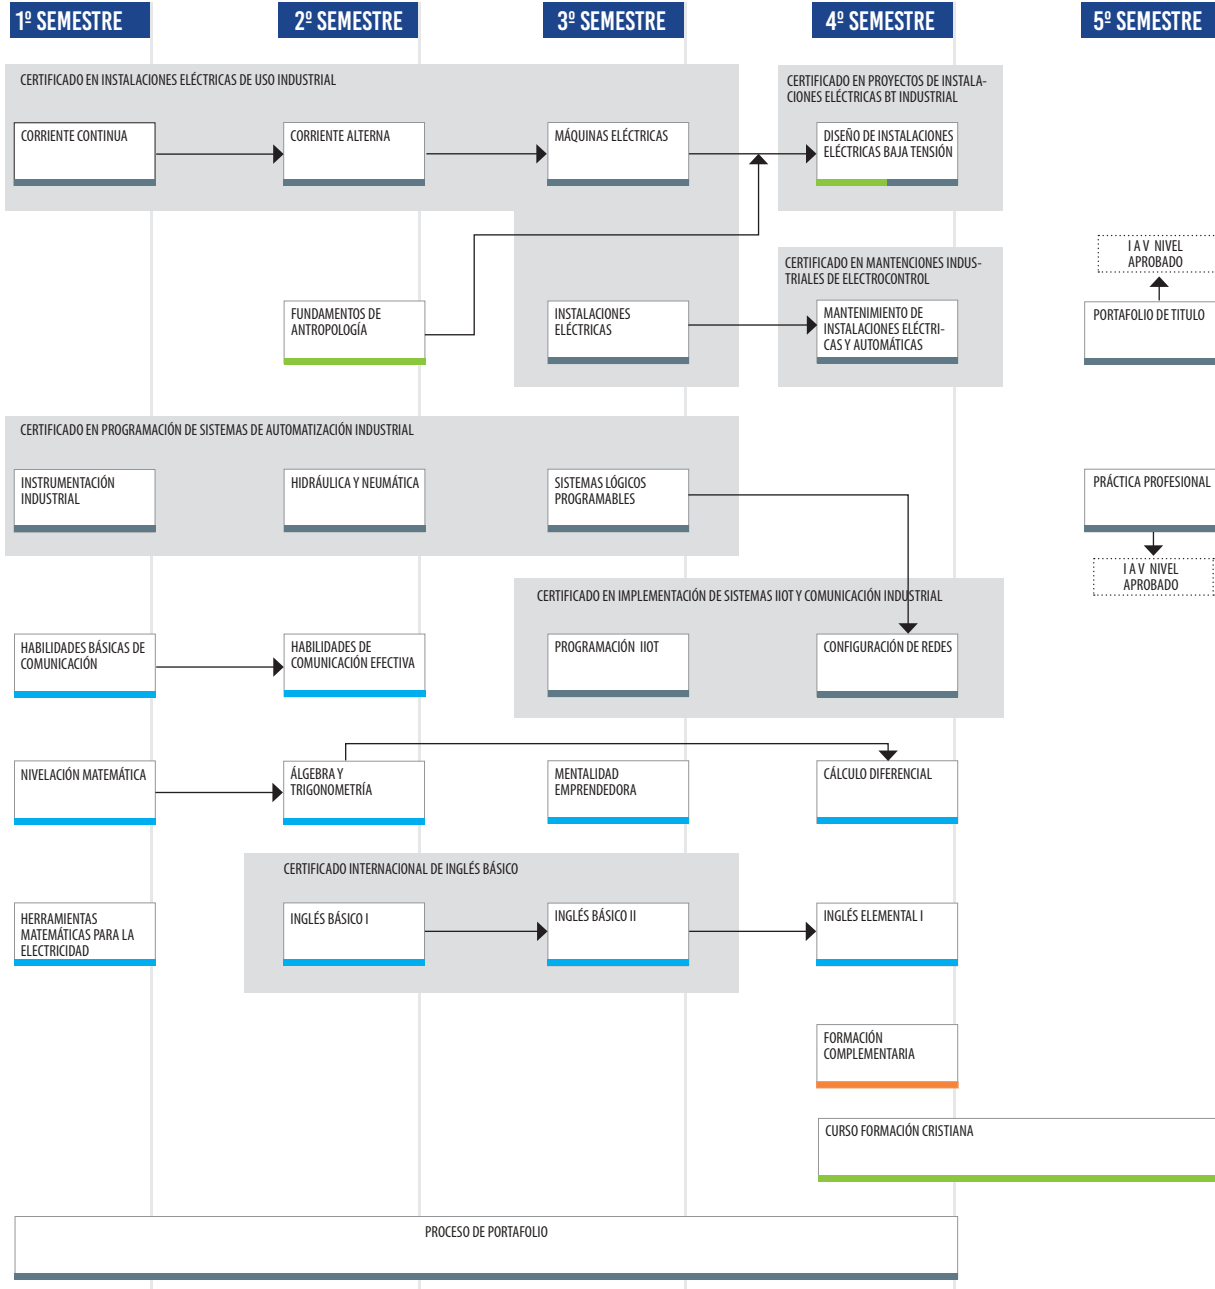 1º SEMESTRE
2º SEMESTRE
3º SEMESTRE
4º SEMESTRE
5º SEMESTRE
CERTIFICADO EN INSTALACIONES ELÉCTRICAS DE USO INDUSTRIAL
CERTIFICADO EN PROYECTOS DE INSTALA-
CIONES ELÉCTRICAS BT INDUSTRIAL
CORRIENTE CONTINUA
CORRIENTE ALTERNA
MÁQUINAS ELÉCTRICAS
DISEÑO DE INSTALACIONES
ELÉCTRICAS BAJA TENSIÓN
I A V NIVEL
APROBADO
CERTIFICADO EN MANTENCIONES INDUS-
TRIALES DE ELECTROCONTROL
FUNDAMENTOS DE
ANTROPOLOGÍA
INSTALACIONES
ELÉCTRICAS
MANTENIMIENTO DE
INSTALACIONES ELÉCTRI-
CAS Y AUTOMÁTICAS
PORTAFOLIO DE TITULO
CERTIFICADO EN PROGRAMACIÓN DE SISTEMAS DE AUTOMATIZACIÓN INDUSTRIAL
INSTRUMENTACIÓN
INDUSTRIAL
HIDRÁULICA Y NEUMÁTICA
SISTEMAS LÓGICOS
PROGRAMABLES
PRÁCTICA PROFESIONAL
I A V NIVEL
APROBADO
CERTIFICADO EN IMPLEMENTACIÓN DE SISTEMAS IIOT Y COMUNICACIÓN INDUSTRIAL
HABILIDADES BÁSICAS DE
COMUNICACIÓN
HABILIDADES DE
COMUNICACIÓN EFECTIVA
PROGRAMACIÓN IIOT
CONFIGURACIÓN DE REDES
NIVELACIÓN MATEMÁTICA
ÁLGEBRA Y
TRIGONOMETRÍA
MENTALIDAD
EMPRENDEDORA
CÁLCULO DIFERENCIAL
CERTIFICADO INTERNACIONAL DE INGLÉS BÁSICO
HERRAMIENTAS
MATEMÁTICAS PARA LA
ELECTRICIDAD
INGLÉS BÁSICO I
INGLÉS BÁSICO II
INGLÉS ELEMENTAL I
FORMACIÓN
COMPLEMENTARIA
CURSO FORMACIÓN CRISTIANA
PROCESO DE PORTAFOLIO